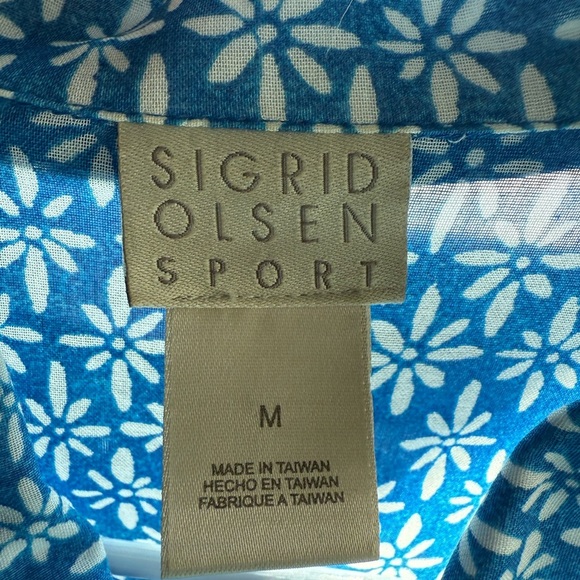 SIGRID
OLSEN
SPORT
M
MADE IN TAIWAN
HECHO EN TAIWAN
FABRIQUE A TAIWAN